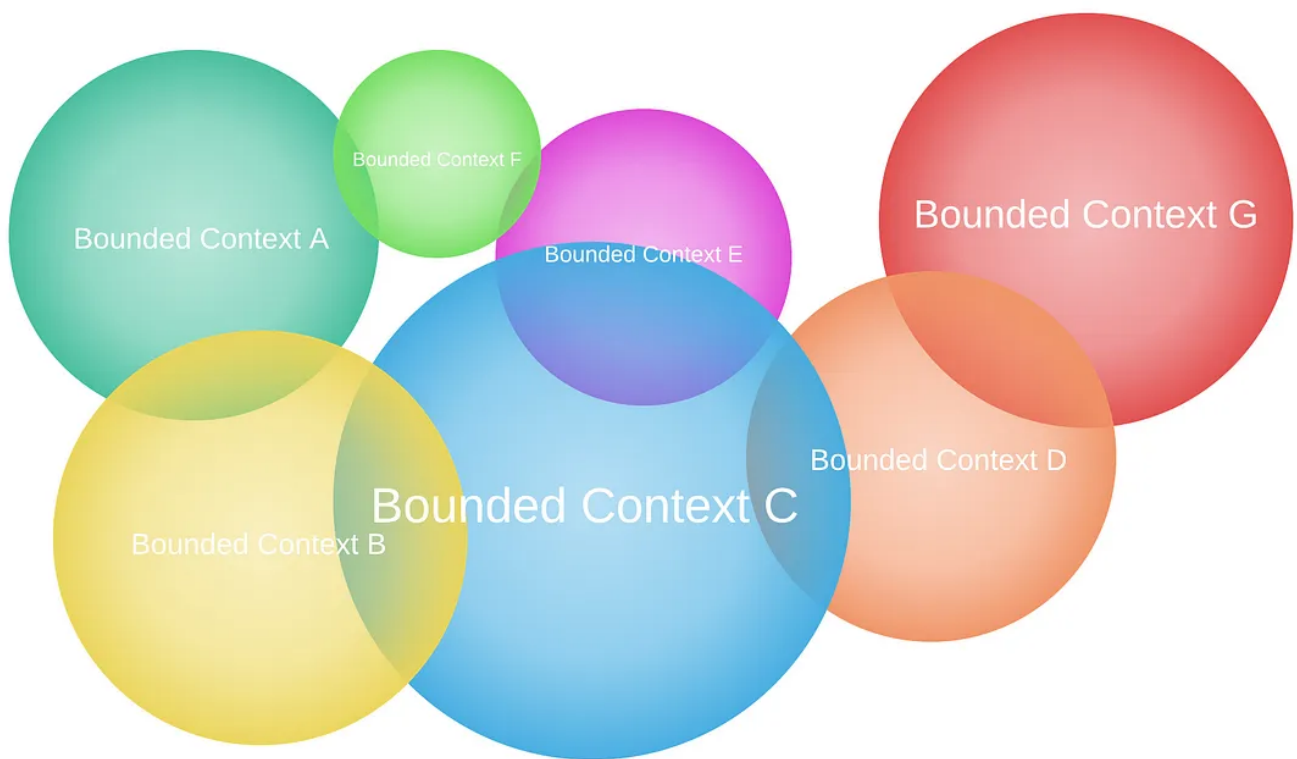 Bounded Context F
Bounded Context A
Bounded Context E
Bounded Context G
Bounded Context D
Bounded Context C
Bounded Context B